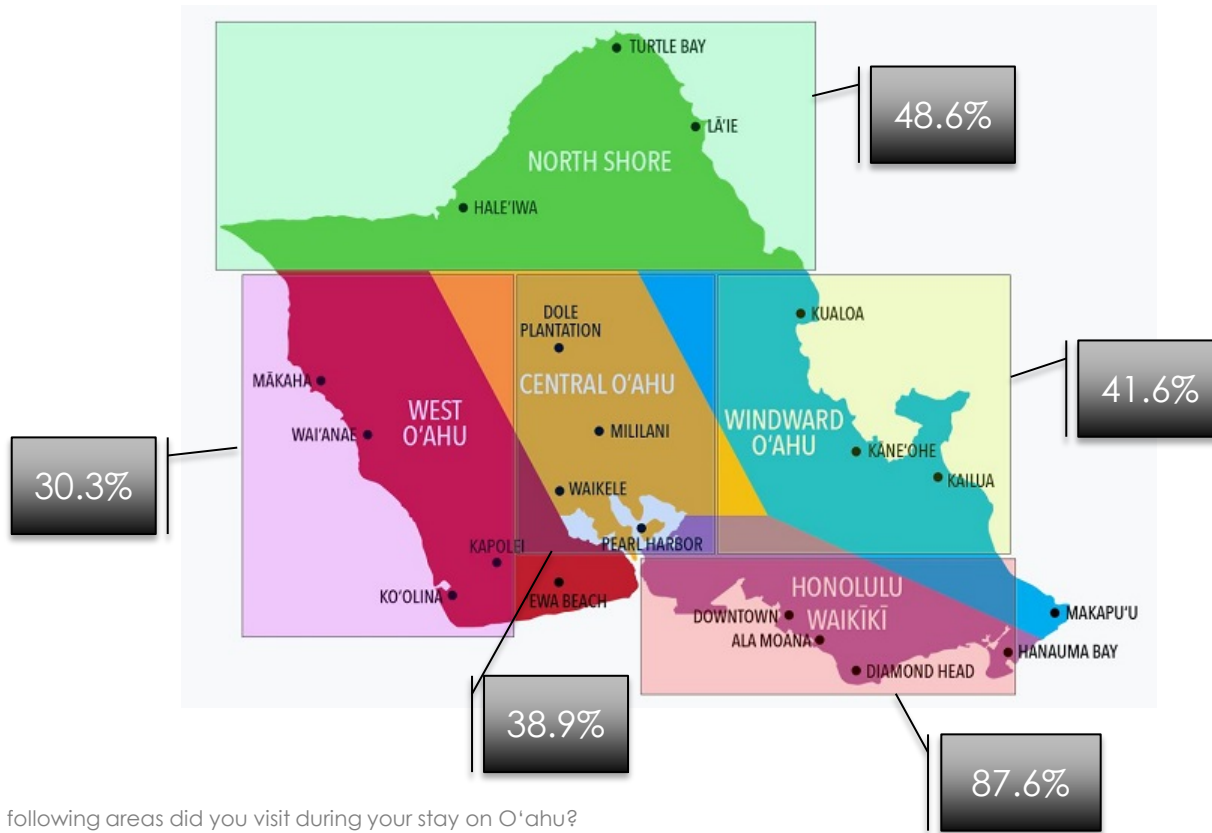 TURTLE BAY
48.6%
LĀ'IE
NORTH SHORE
HALE'IWA
DOLE
PLANTATION
KUALOA
MĀKAHA
CENTRAL O'AHU
41.6%
WEST
O'AHU
WINDWARD
O'AHU
WAI'ANAE
MILILANI
KĀNE'OHE
30.3%
KAILUA
WAIKELE
PEARL HARBOR
KAPOLEI
KO'OLINA
EWA BEACH
HONOLULU
WAIKĪKĪ
DOWNTOWN
MAKAPU'U
ALA MOANA
HANAUMA BAY
DIAMOND HEAD
38.9%
87.6%
following areas did you visit during your stay on O‘ahu?